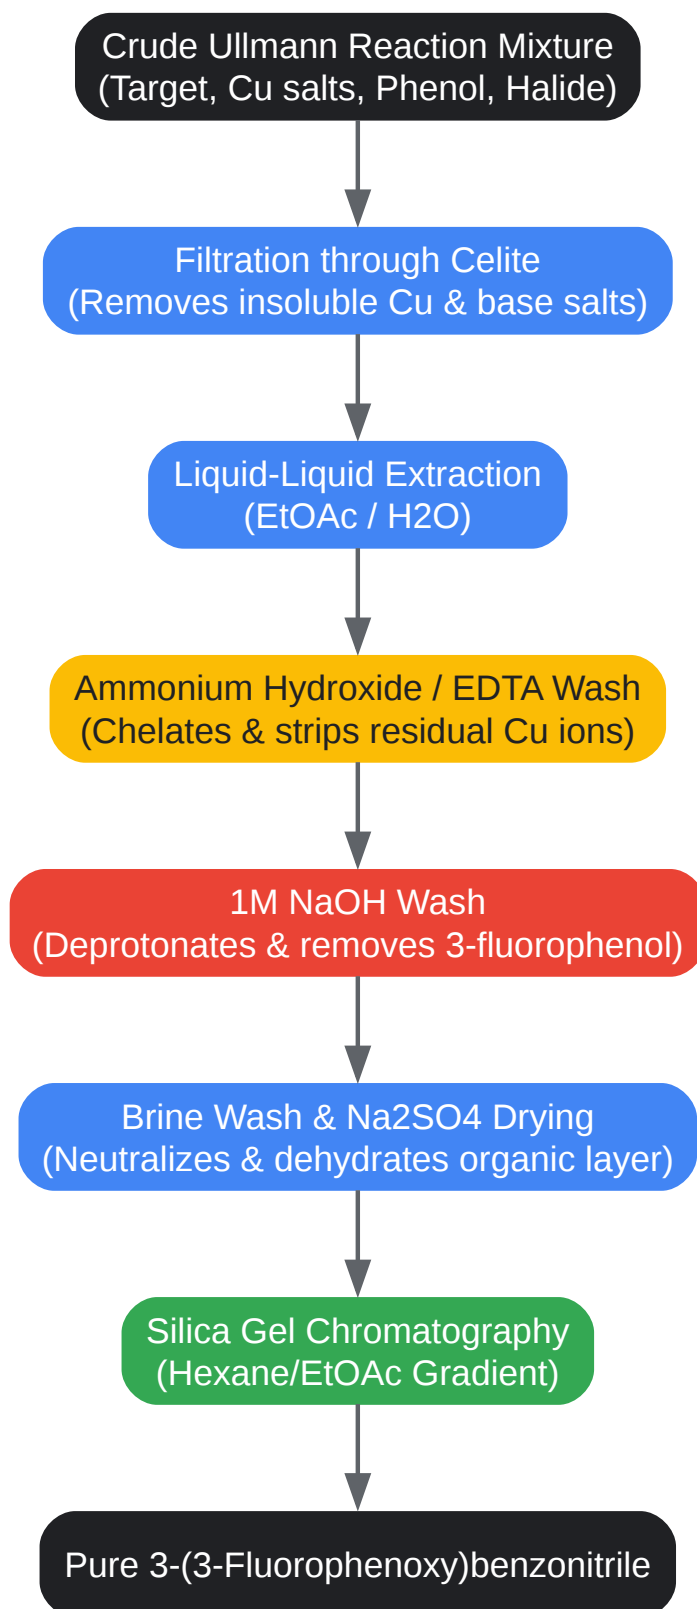 Crude Ullmann Reaction Mixture
(Target, Cu salts, Phenol, Halide)
Filtration through Celite
(Removes insoluble Cu & base salts)
Liquid-Liquid Extraction
(EtOAc / H2O)
Ammonium Hydroxide / EDTA Wash
(Chelates & strips residual Cu ions)
1M NaOH Wash
(Deprotonates & removes 3-fluorophenol)
Brine Wash & Na2SO4 Drying
(Neutralizes & dehydrates organic layer)
Silica Gel Chromatography
(Hexane/EtOAc Gradient)
Pure 3-(3-Fluorophenoxy)benzonitrile